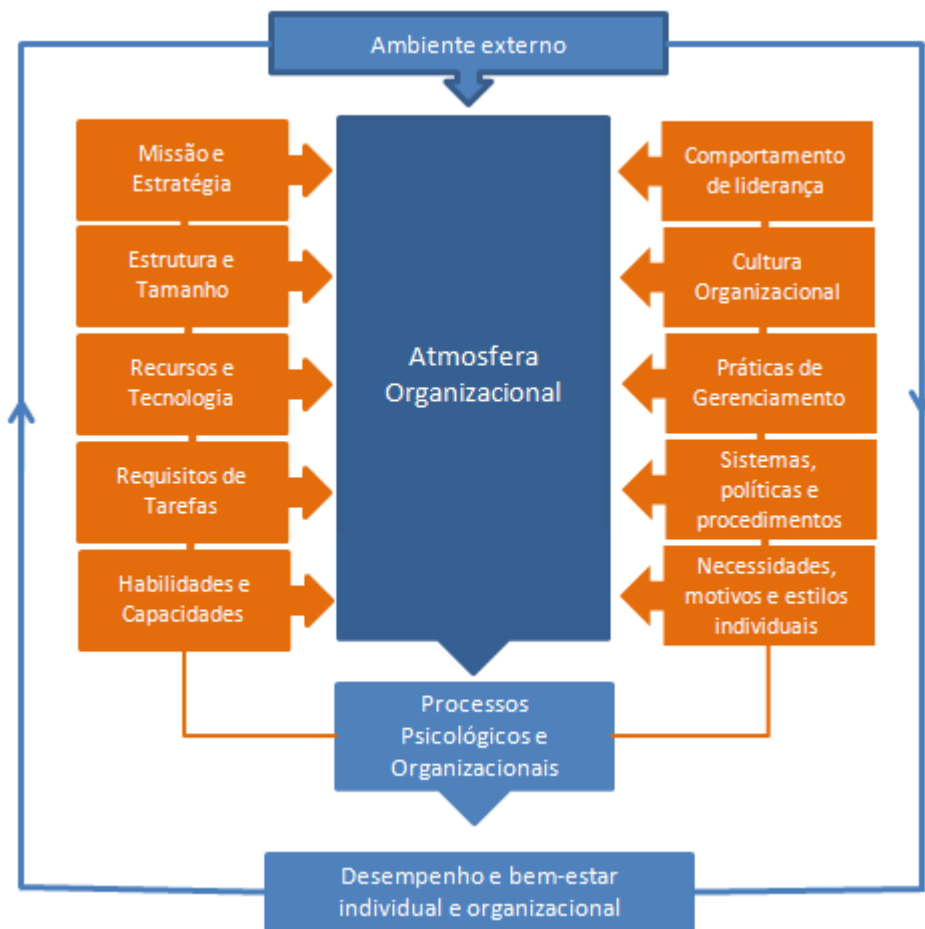 Ambiente externo
Missão e
Estratégia
Estrutura e
Tamanho
Recursos e
Tecnologia
Requisitos de
Tarefas
Habilidades e
Capacidades
Atmosfera
Organizacional
Comportamento
de liderança
Cultura
Organizacional
Práticas de
Gerenciamento
Sistemas,
políticas e
procedimentos
Necessidades,
motivos e estilos
individuais
Processos
Psicológicos e
Organizacionais
Desempenho e bem-estar
individual e organizacional